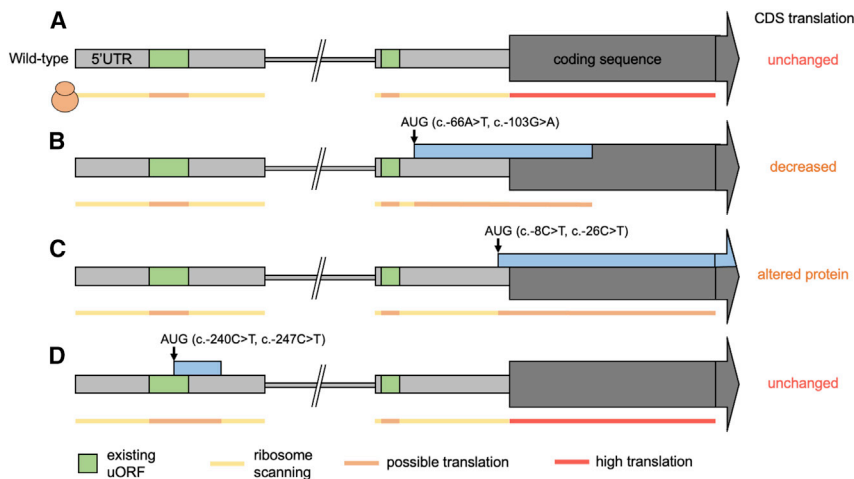 A
CDS translation
Wild-type
5'UTR
coding sequence
unchanged
AUG (c.-66A>T, c.-103G>A)
B
decreased
AUG (c.-8C>T, c.-26C>T)
C
altered protein
AUG (c.-240C>T, c.-247C>T)
D
unchanged
existing
uORF
ribosome
scanning
possible translation
high translation